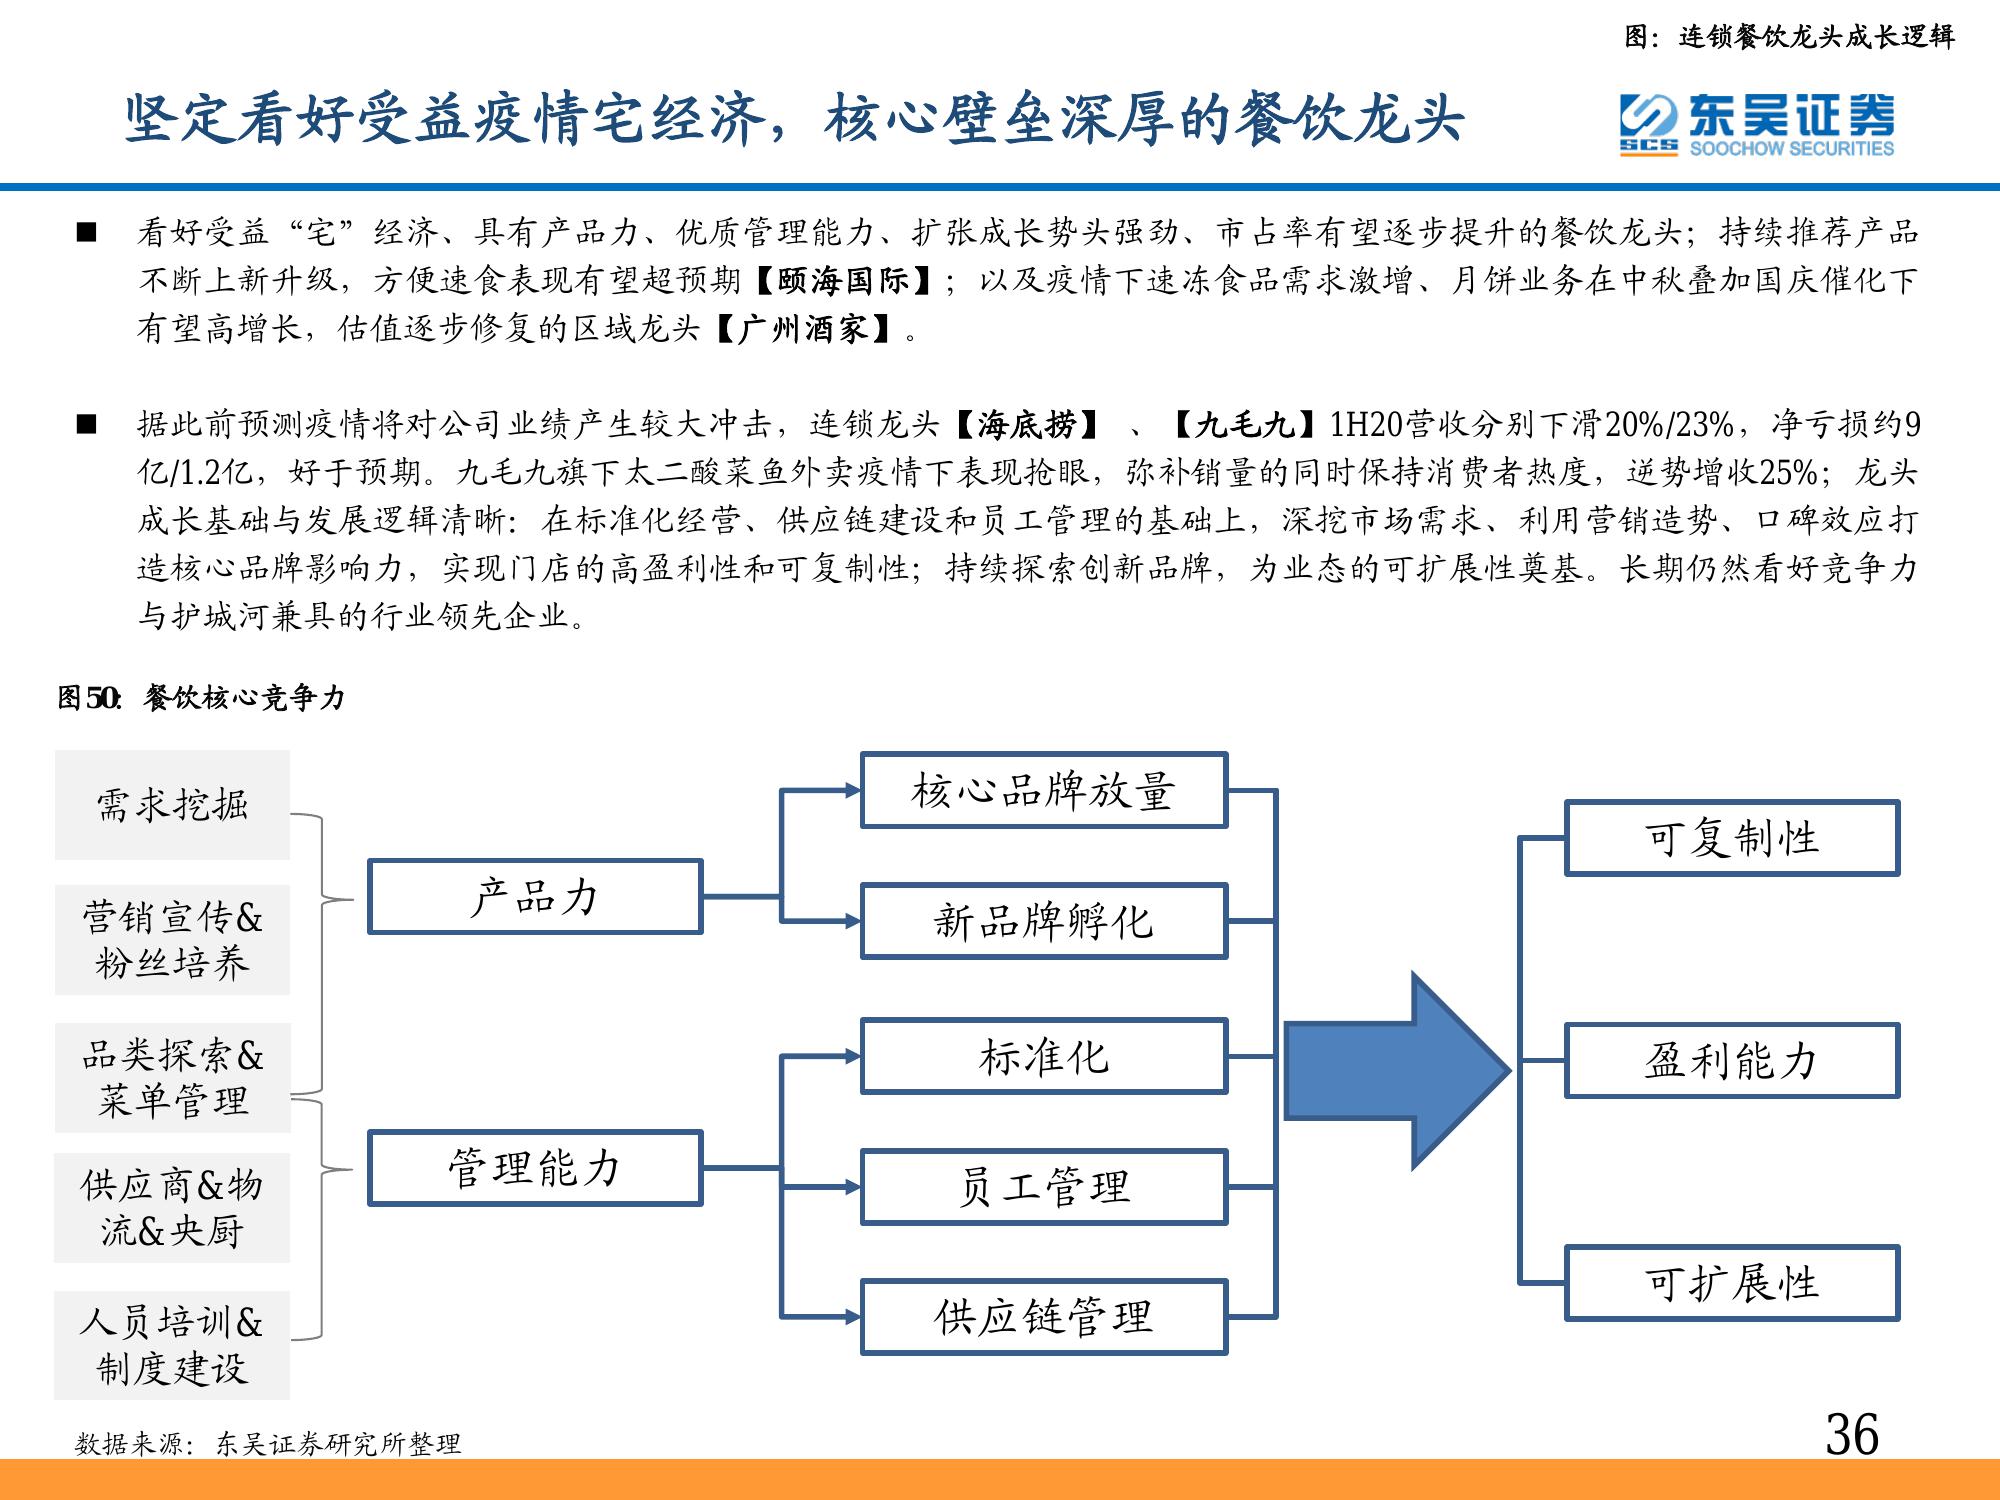 图：连锁餐饮龙头成长逻辑
坚定看好受益疫情宅经济，核心壁垒深厚的餐饮龙头
东吴证券
SCS SOOCHOW SECURITIES
■ 看好受益“宅”经济、具有产品力、优质管理能力、扩张成长势头强劲、市占率有望逐步提升的餐饮龙头；持续推荐产品
不断上新升级，方便速食表现有望超预期【颐海国际】；以及疫情下速冻食品需求激增、月饼业务在中秋叠加国庆催化下
有望高增长，估值逐步修复的区域龙头【广州酒家】。
■ 据此前预测疫情将对公司业绩产生较大冲击，连锁龙头【海底捞】 、【九毛九】1H20营收分别下滑20%/23%，净亏损约9
亿/1.2亿，好于预期。九毛九旗下太二酸菜鱼外卖疫情下表现抢眼，弥补销量的同时保持消费者热度，逆势增收25%；龙头
成长基础与发展逻辑清晰：在标准化经营、供应链建设和员工管理的基础上，深挖市场需求、利用营销造势、口碑效应打
造核心品牌影响力，实现门店的高盈利性和可复制性；持续探索创新品牌，为业态的可扩展性奠基。长期仍然看好竞争力
与护城河兼具的行业领先企业。
图50：餐饮核心竞争力
需求挖掘
营销宣传&
粉丝培养
品类探索&
菜单管理
供应商&物
流&央厨
人员培训&
制度建设
产品力
管理能力
核心品牌放量
新品牌孵化
标准化
员工管理
供应链管理
可复制性
盈利能力
可扩展性
数据来源：东吴证券研究所整理
36